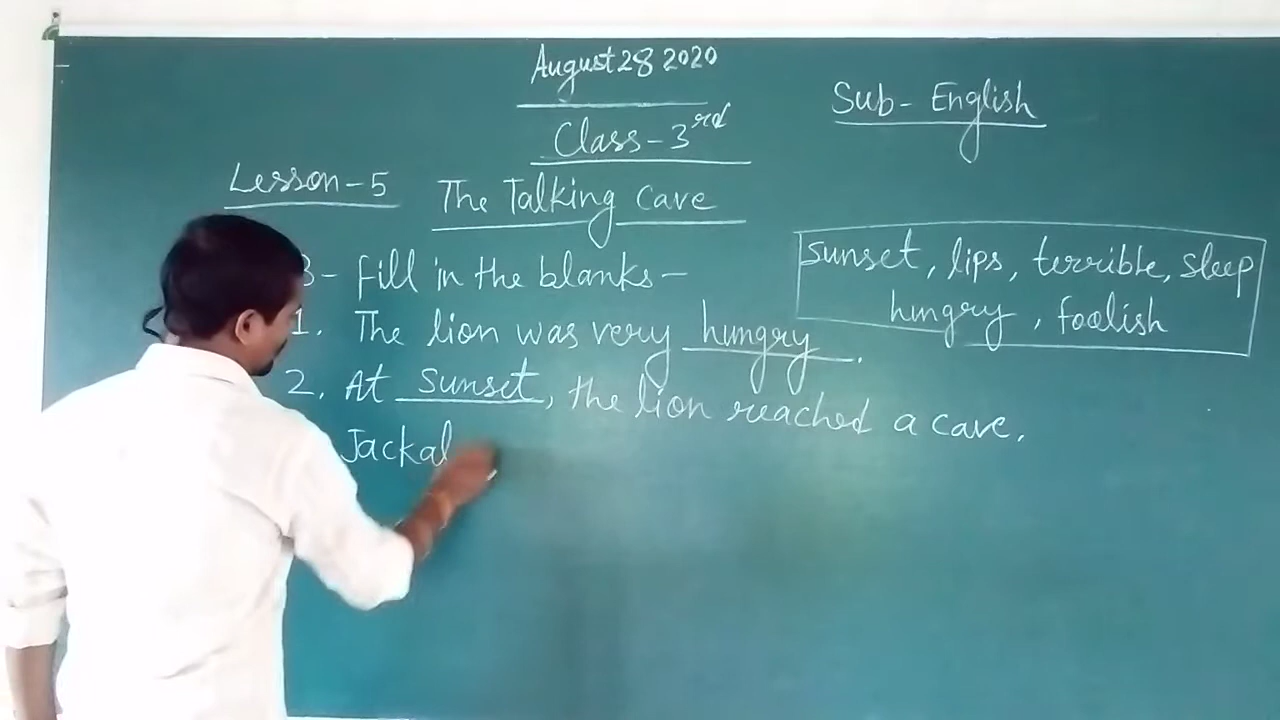 August 28 2020
Sub- English
Class-3rd
Lesson-5 The Talking Cave
3- Fill in the blanks-
sunset, lips, terrible, sleep
hungry, foolish
1. The lion was very hungry.
2. At sunset, the lion reached a cave.
Jackal